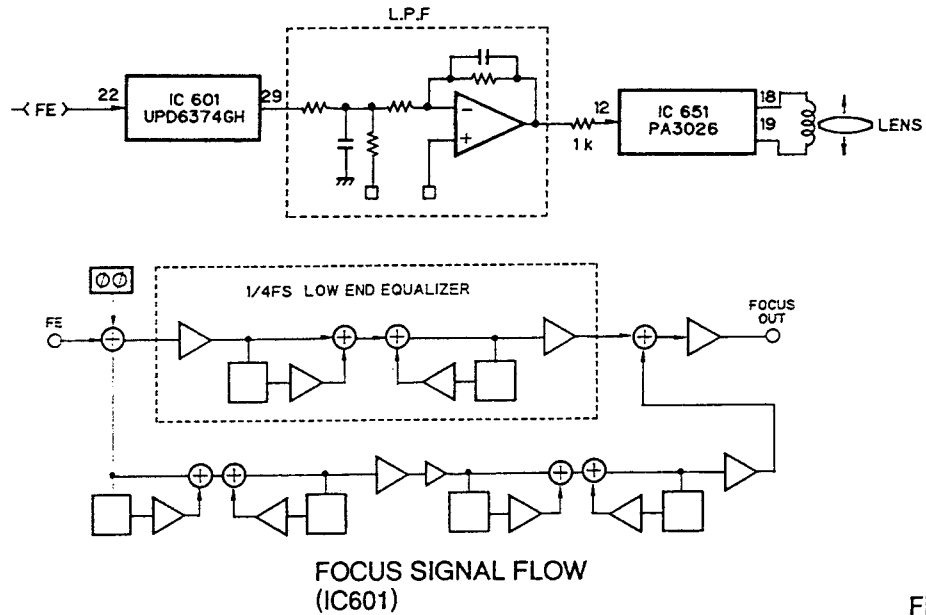 L.P.F
FE
22
IC 601
UPD6374GH
29
1k
12
IC 651
PA3026
18
19
LENS
1/4FS LOW END EQUALIZER
FE
FOCUS
OUT
FOCUS SIGNAL FLOW
(IC601)